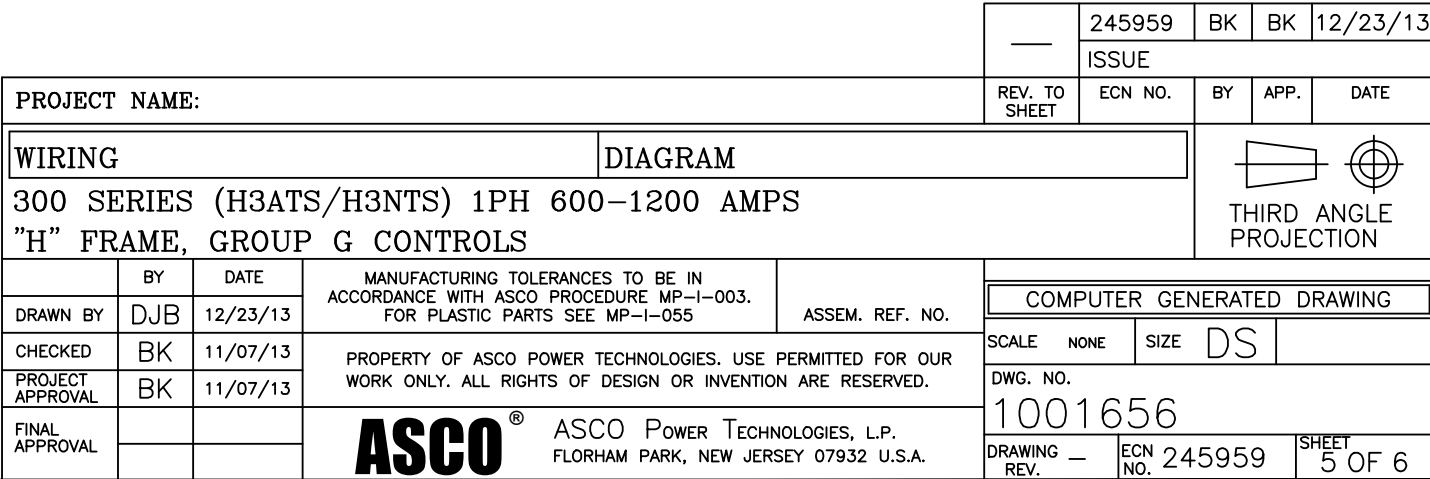 — 245959 BK BK 12/23/13
ISSUE
REV. TO SHEET ECN NO. BY APP. DATE
PROJECT NAME:
WIRING DIAGRAM
300 SERIES (H3ATS/H3NTS) 1PH 600-1200 AMPS
"H" FRAME, GROUP G CONTROLS
THIRD ANGLE
PROJECTION
BY DATE
DRAWN BY DJB 12/23/13
CHECKED BK 11/07/13
PROJECT APPROVAL BK 11/07/13
FINAL APPROVAL
MANUFACTURING TOLERANCES TO BE IN
ACCORDANCE WITH ASCO PROCEDURE MP-I-003.
FOR PLASTIC PARTS SEE MP-I-055
ASSEM. REF. NO.
PROPERTY OF ASCO POWER TECHNOLOGIES. USE PERMITTED FOR OUR
WORK ONLY. ALL RIGHTS OF DESIGN OR INVENTION ARE RESERVED.
ASCO®
ASCO POWER TECHNOLOGIES, L.P.
FLORHAM PARK, NEW JERSEY 07932 U.S.A.
COMPUTER GENERATED DRAWING
SCALE NONE SIZE DS
DWG. NO.
1001656
DRAWING REV. — ECN NO. 245959 SHEET 5 OF 6